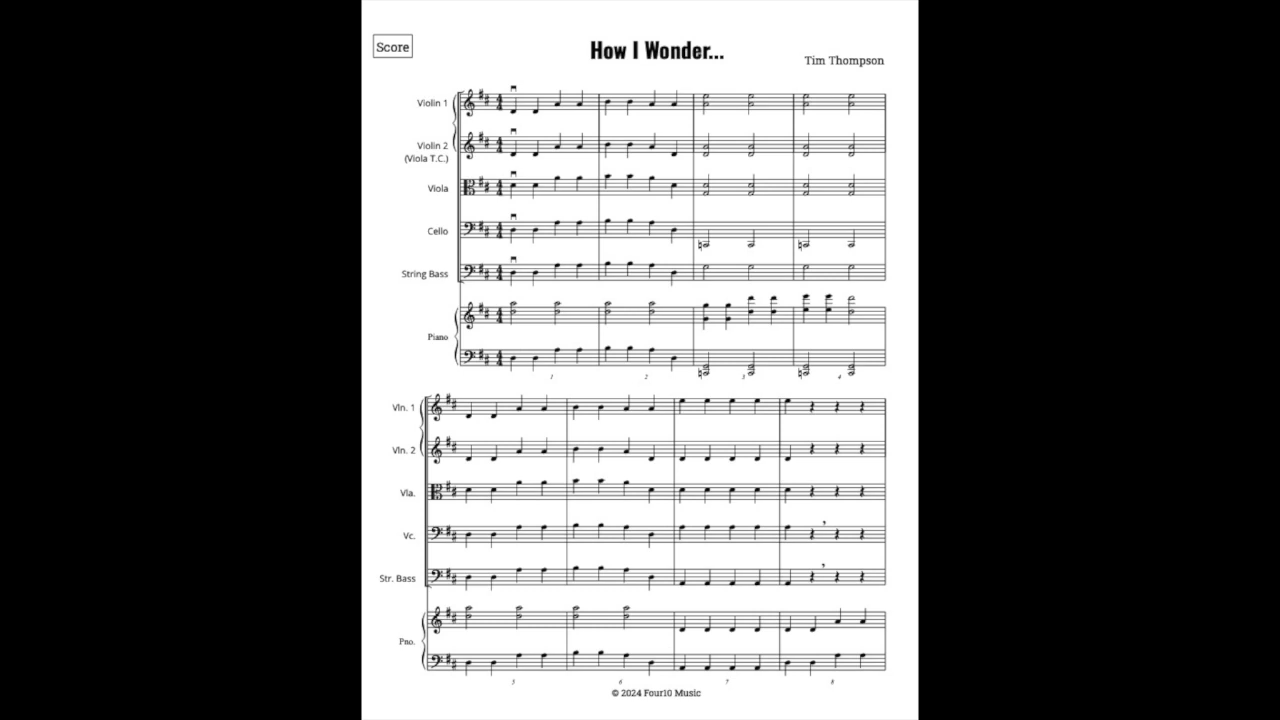 Score
How I Wonder...
Tim Thompson
Violin 1
Violin 2
(Viola T.C.)
Viola
Cello
String Bass
Piano
1 2 3 4
Vln. 1
Vln. 2
Vla.
Vc.
Str. Bass
Pno.
5 6 7 8
© 2024 Four10 Music